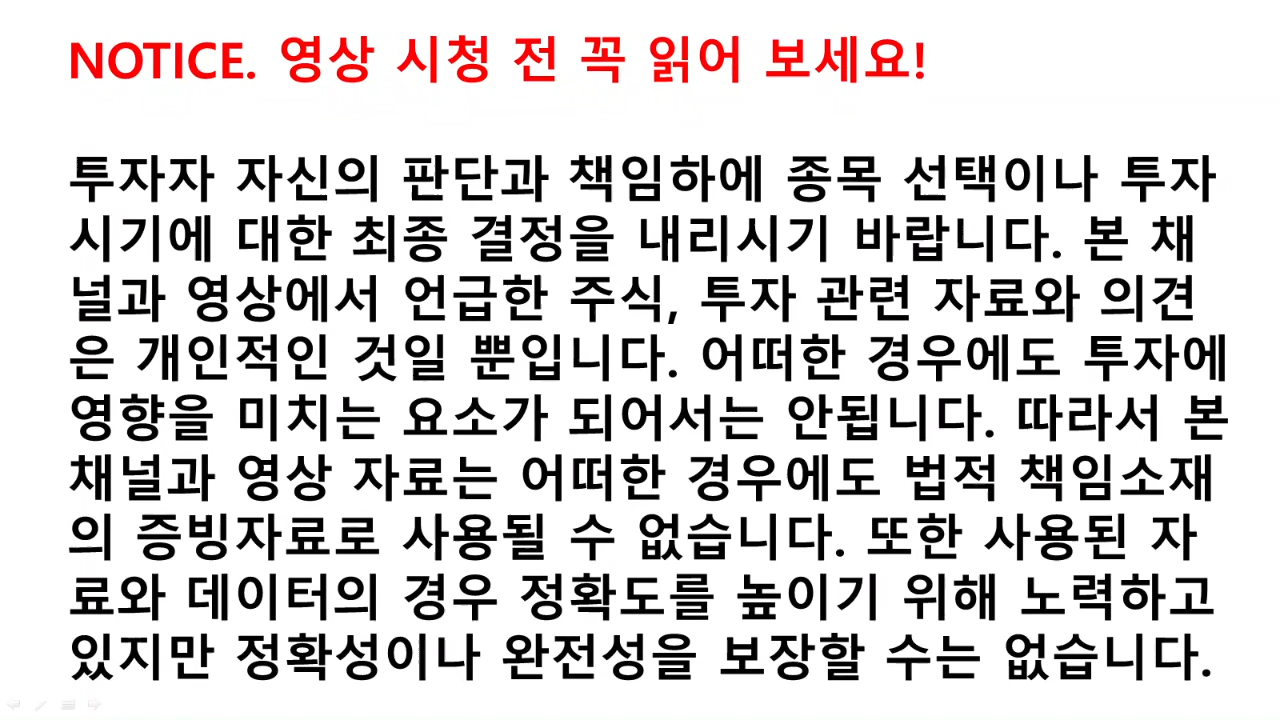 NOTICE. 영상 시청 전 꼭 읽어 보세요!
투자자 자신의 판단과 책임하에 종목 선택이나 투자
시기에 대한 최종 결정을 내리시기 바랍니다. 본 채
널과 영상에서 언급한 주식, 투자 관련 자료와 의견
은 개인적인 것일 뿐입니다. 어떠한 경우에도 투자에
영향을 미치는 요소가 되어서는 안됩니다. 따라서 본
채널과 영상 자료는 어떠한 경우에도 법적 책임소재
의 증빙자료로 사용될 수 없습니다. 또한 사용된 자
료와 데이터의 경우 정확도를 높이기 위해 노력하고
있지만 정확성이나 완전성을 보장할 수는 없습니다.